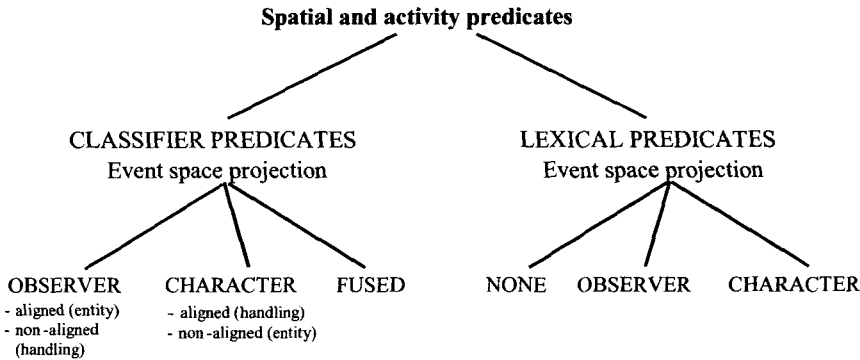 Spatial and activity predicates
CLASSIFIER PREDICATES
Event space projection
LEXICAL PREDICATES
Event space projection
OBSERVER
- aligned (entity)
- non-aligned
(handling)
CHARACTER
- aligned (handling)
- non-aligned (entity)
FUSED
NONE
OBSERVER
CHARACTER